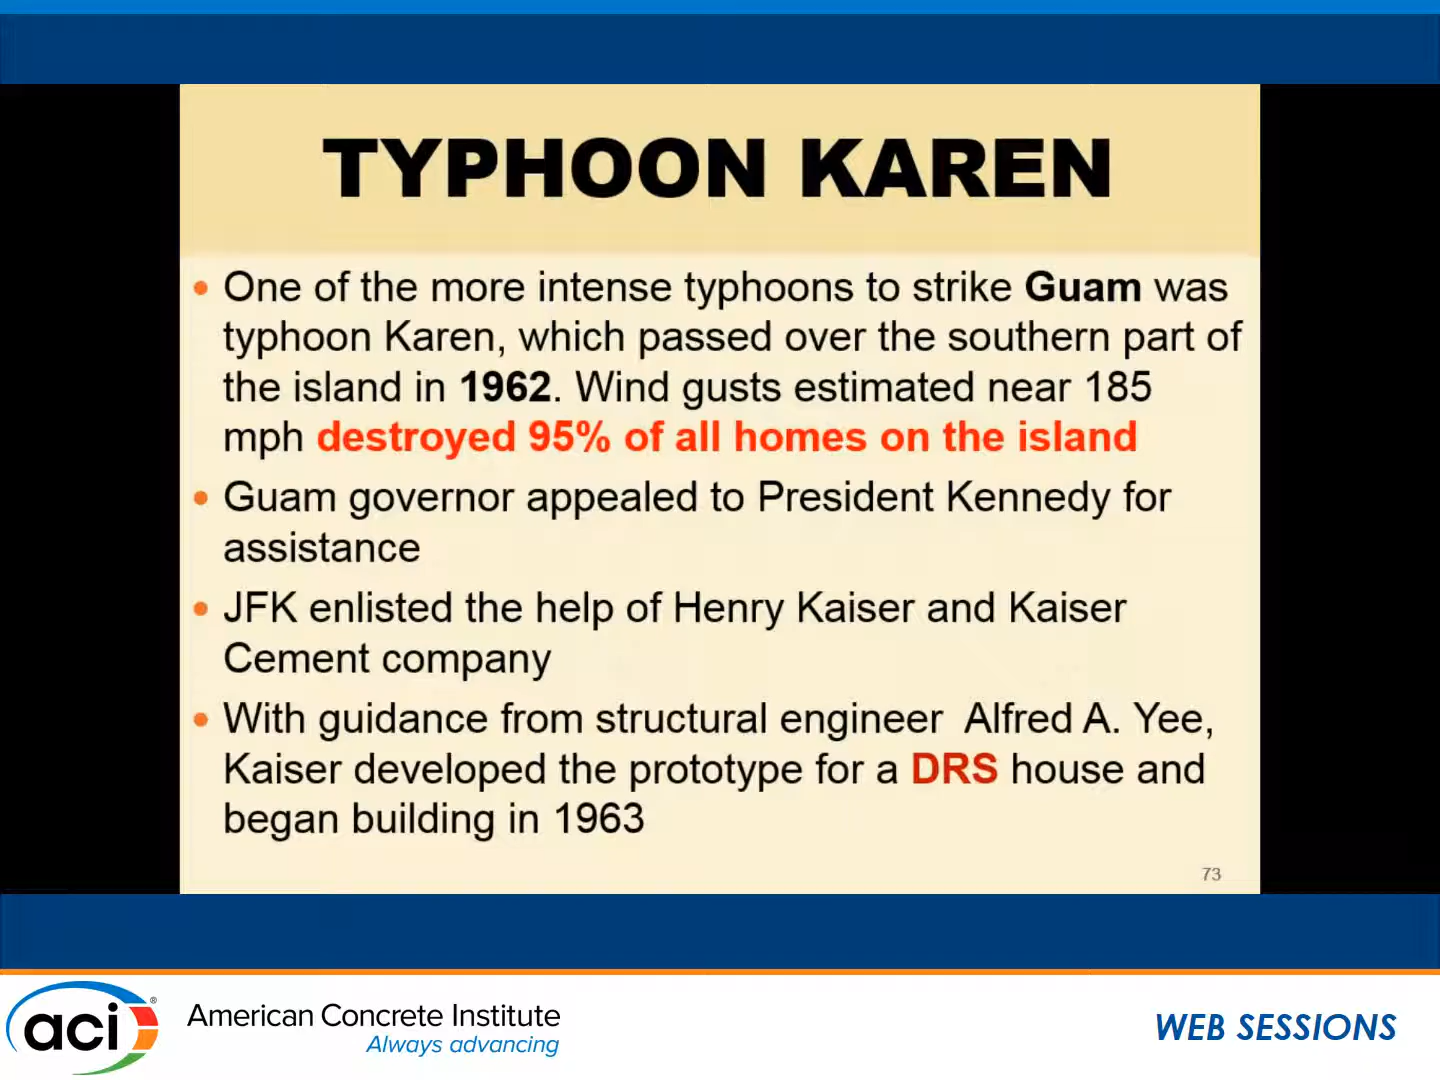 TYPHOON KAREN
• One of the more intense typhoons to strike Guam was
typhoon Karen, which passed over the southern part of
the island in 1962. Wind gusts estimated near 185
mph destroyed 95% of all homes on the island
• Guam governor appealed to President Kennedy for
assistance
• JFK enlisted the help of Henry Kaiser and Kaiser
Cement company
• With guidance from structural engineer Alfred A. Yee,
Kaiser developed the prototype for a DRS house and
began building in 1963
73
aci®
American Concrete Institute
Always advancing
WEB SESSIONS